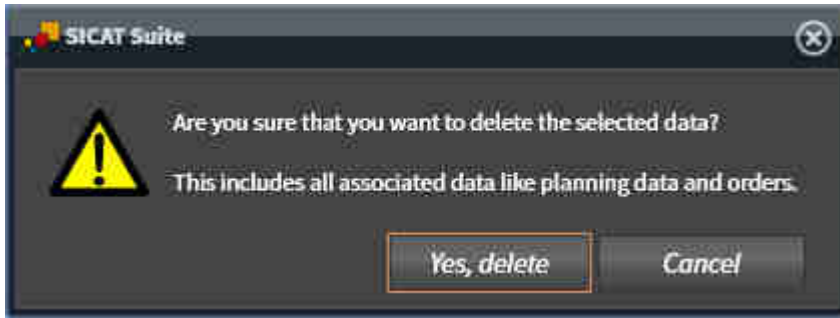 SICAT Suite
Are you sure that you want to delete the selected data?
This includes all associated data like planning data and orders.
Yes, delete
Cancel